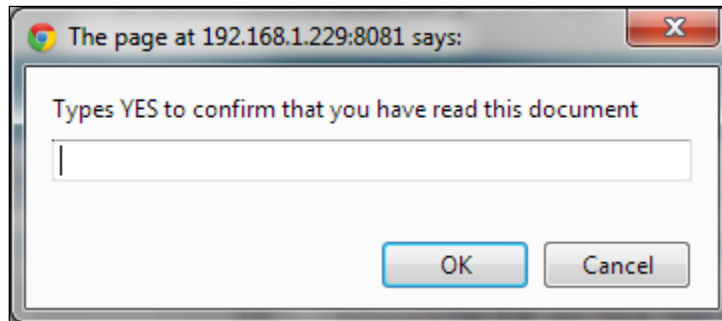 The page at 192.168.1.229:8081 says:
Types YES to confirm that you have read this document
OK Cancel